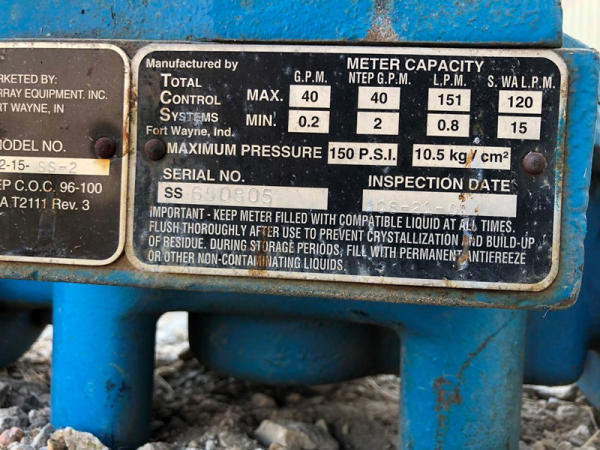 RKETED BY:
RRAY EQUIPMENT. INC.
RT WAYNE, IN
ODEL NO.
2-15- SS-2
EP C.O.C. 96-100
A T2111 Rev. 3
Manufactured by
TOTAL
CONTROL
SYSTEMS
Fort Wayne, Ind.
METER CAPACITY
G.P.M. NTEP G.P.M. L.P.M. S. WA L.P.M.
MAX. 40 40 151 120
MIN. 0.2 2 0.8 15
MAXIMUM PRESSURE 150 P.S.I. 10.5 kg/cm²
SERIAL NO.
SS 650805
INSPECTION DATE
IMPORTANT - KEEP METER FILLED WITH COMPATIBLE LIQUID AT ALL TIMES.
FLUSH THOROUGHLY AFTER USE TO PREVENT CRYSTALLIZATION AND BUILD-UP
OF RESIDUE. DURING STORAGE PERIODS, FILL WITH PERMANENT ANTIFREEZE
OR OTHER NON-CONTAMINATING LIQUIDS.